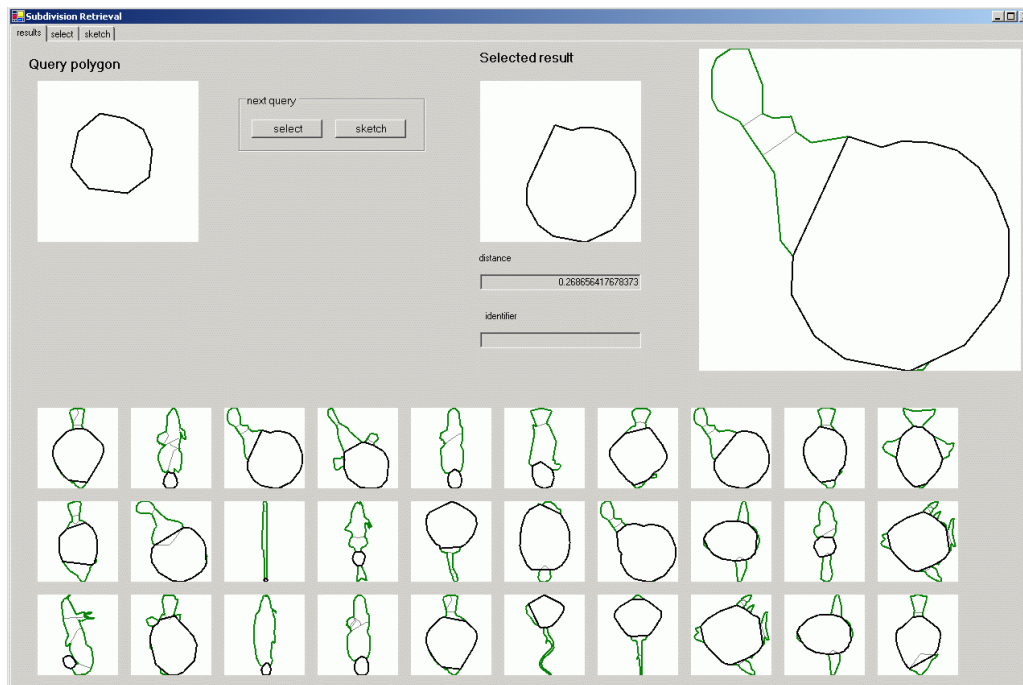 Subdivision Retrieval
results select sketch
Query polygon
next query
select sketch
Selected result
distance
0.268656417678373
identifier